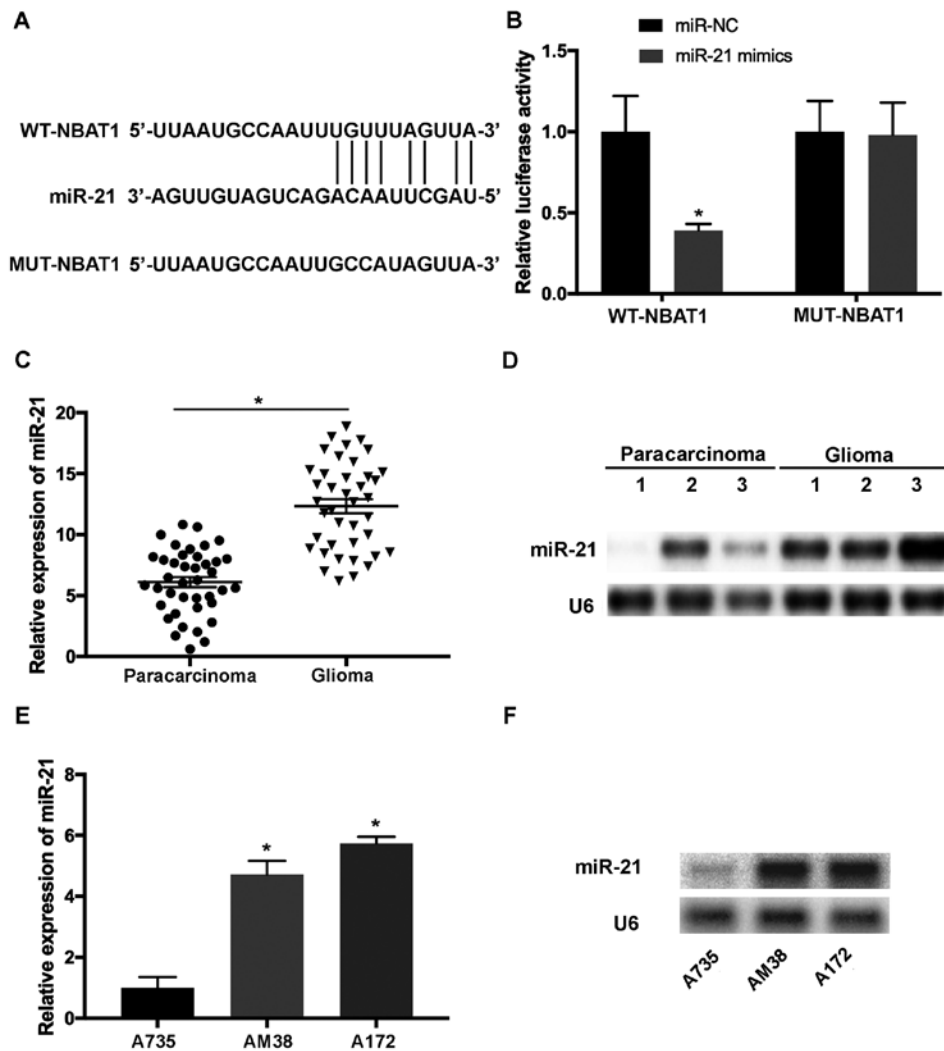 A
WT-NBAT1 5'-UUAAUGCCAAUUUGUUUAGUUA-3'
miR-21 3'-AGUUGUAGUCAGACAAUUCGAU-5'
MUT-NBAT1 5'-UUAAUGCCAAUUGCCAUAGUUA-3'
B
miR-NC
miR-21 mimics
Relative luciferase activity
1.5
1.0
0.5
0.0
*
WT-NBAT1 MUT-NBAT1
C
*
Relative expression of miR-21
20
15
10
5
0
Paracarcinoma Glioma
D
Paracarcinoma Glioma
1 2 3 1 2 3
miR-21
U6
E
Relative expression of miR-21
8
6
4
2
0
* *
A735 AM38 A172
F
miR-21
U6
A735 AM38 A172